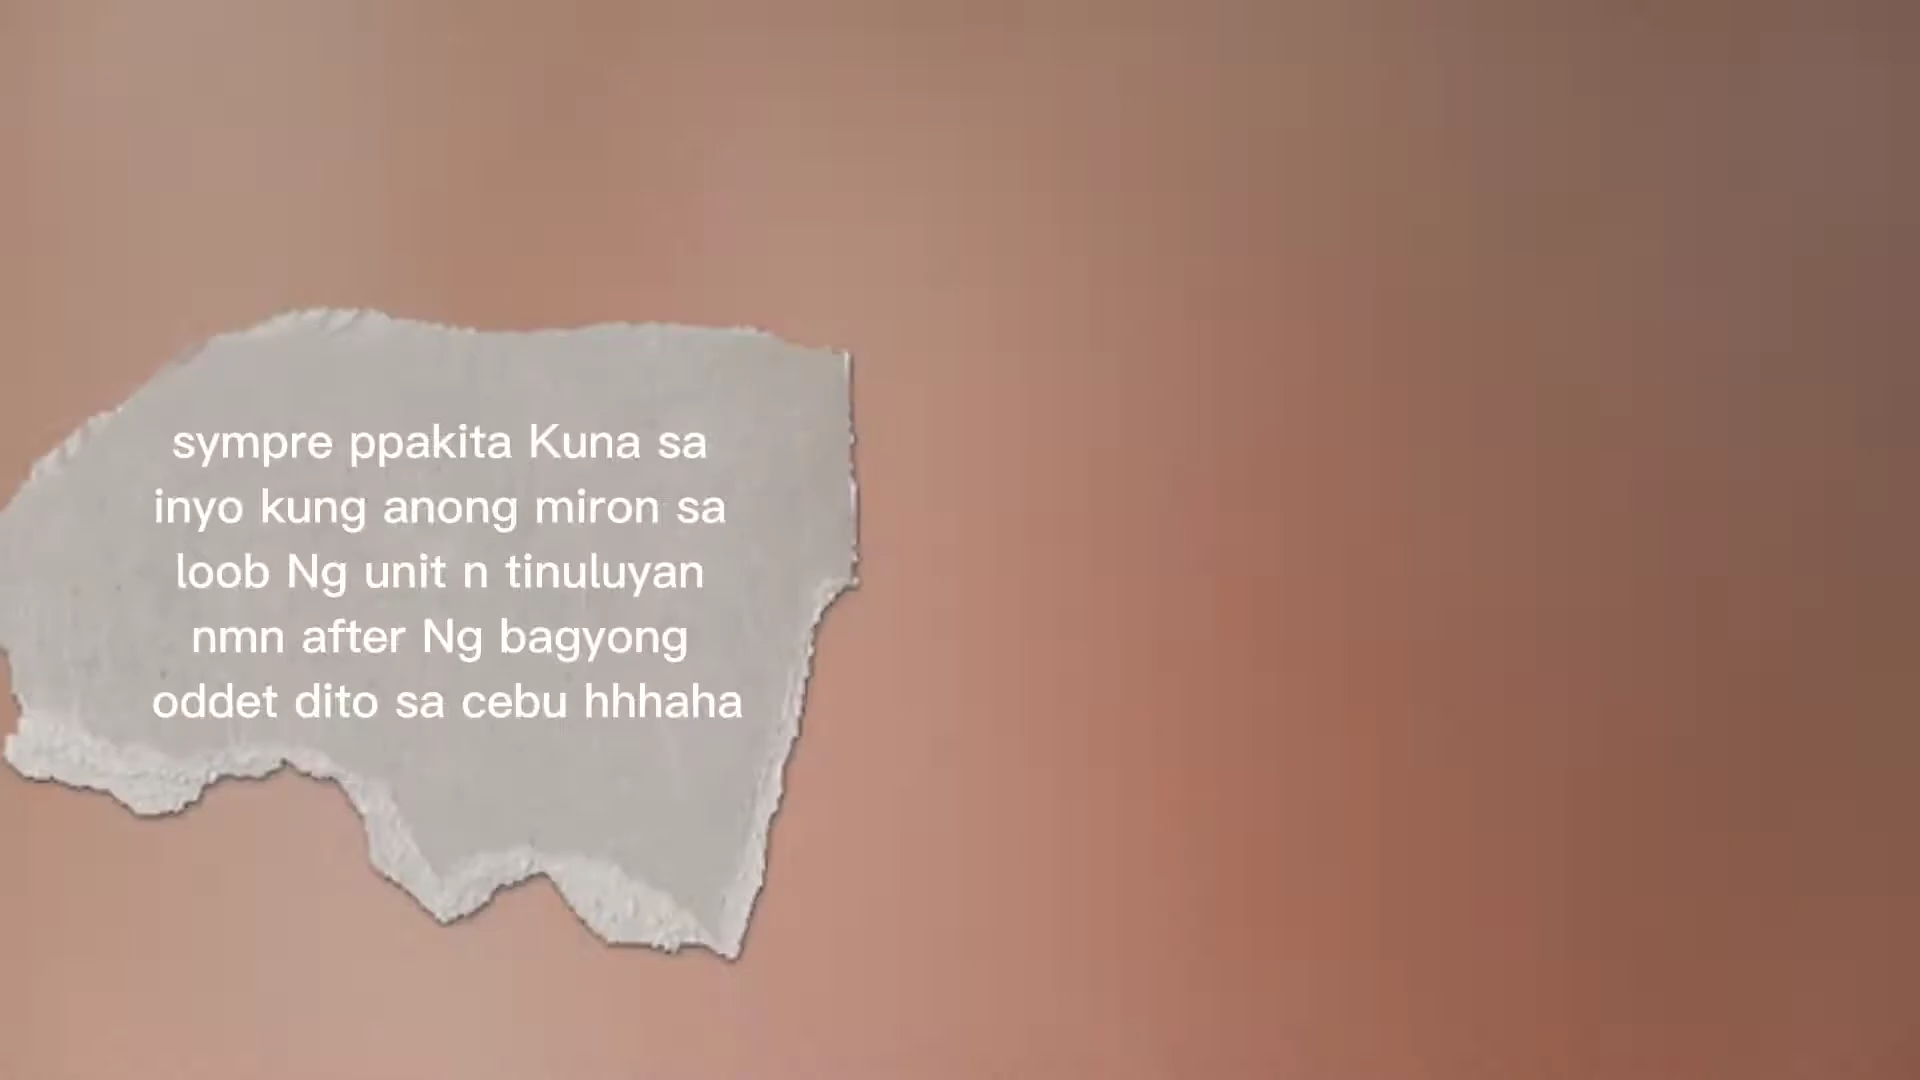 sympre ppakita Kuna sa
inyo kung anong miron sa
loob Ng unit n tinuluyan
nmn after Ng bagyong
oddet dito sa cebu hhhaha